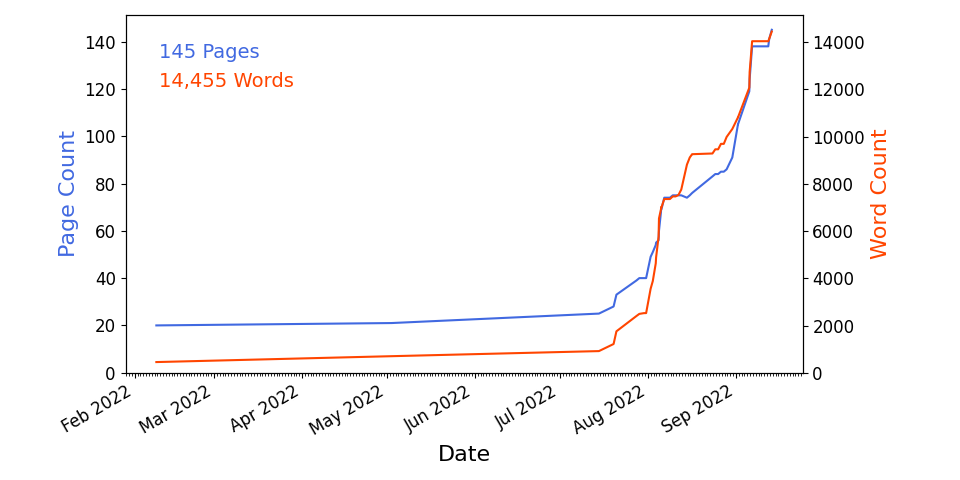 145 Pages
14,455 Words
Page Count
0
20
40
60
80
100
120
140
Word Count
0
2000
4000
6000
8000
10000
12000
14000
Feb 2022
Mar 2022
Apr 2022
May 2022
Jun 2022
Jul 2022
Aug 2022
Sep 2022
Date